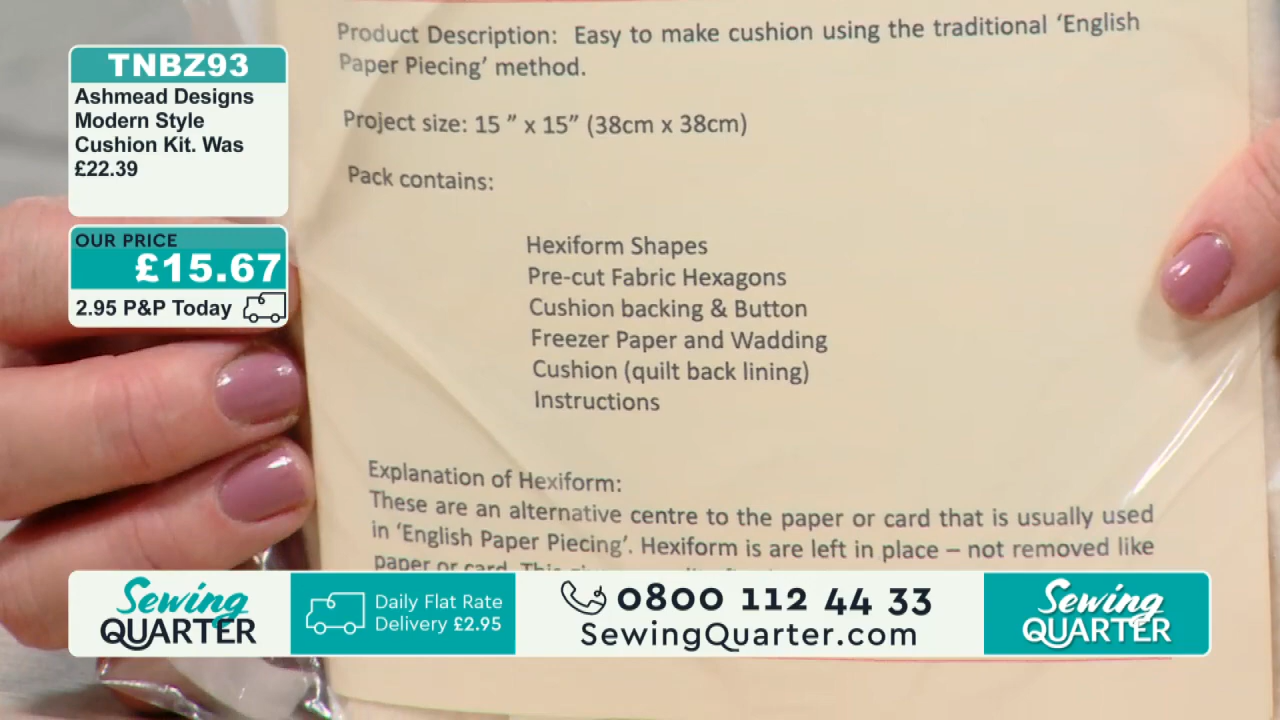 TNBZ93
Ashmead Designs
Modern Style
Cushion Kit. Was
£22.39
OUR PRICE
£15.67
2.95 P&P Today
Product Description: Easy to make cushion using the traditional ‘English
Paper Piecing’ method.
Project size: 15 ” x 15” (38cm x 38cm)
Pack contains:
Hexiform Shapes
Pre-cut Fabric Hexagons
Cushion backing & Button
Freezer Paper and Wadding
Cushion (quilt back lining)
Instructions
Explanation of Hexiform:
These are an alternative centre to the paper or card that is usually used
in ‘English Paper Piecing’. Hexiform is are left in place – not removed like
paper or card. This
Sewing
QUARTER
Daily Flat Rate
Delivery £2.95
0800 112 44 33
SewingQuarter.com
Sewing
QUARTER